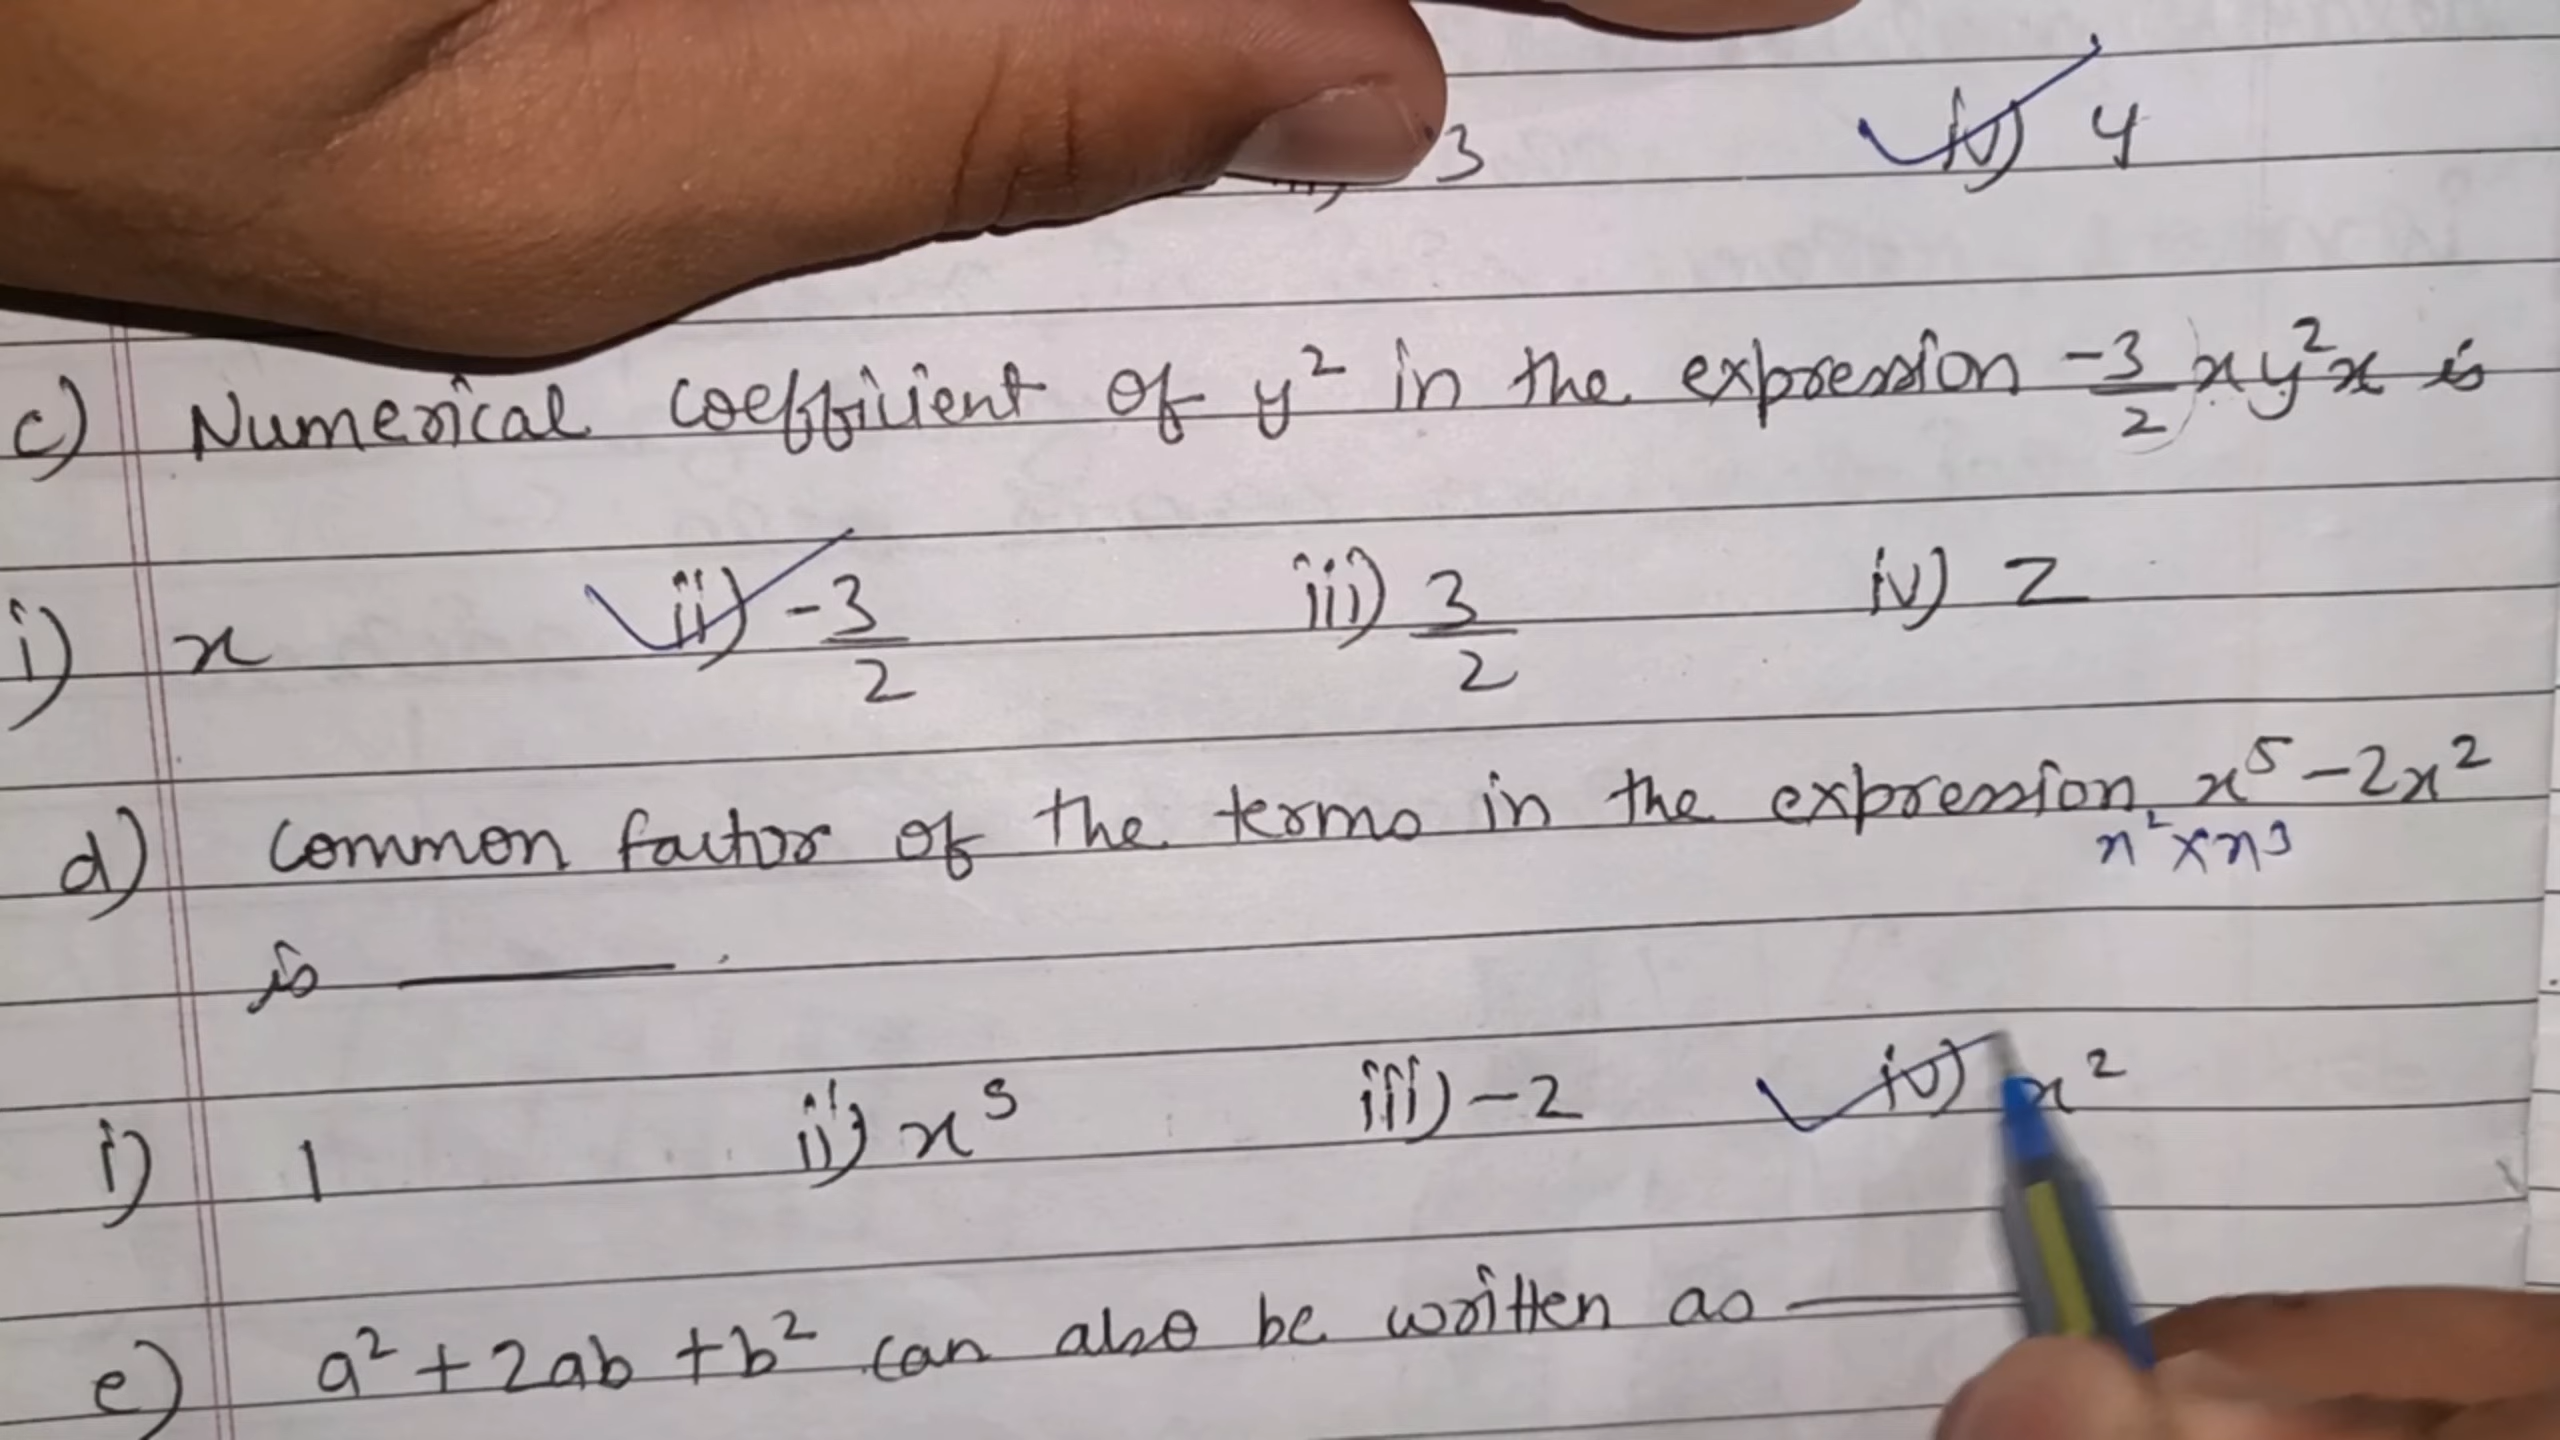 3 iv) 4
c) Numerical coefficient of y² in the expression -3/2 xy²x is
i) x ii) -3/2 iii) 3/2 iv) 2
d) Common factor of the terms in the expression x⁵ - 2x²
x² × x³
is ______.
i) 1 ii) x⁵ iii) -2 iv) x²
e) a² + 2ab + b² can also be written as ______